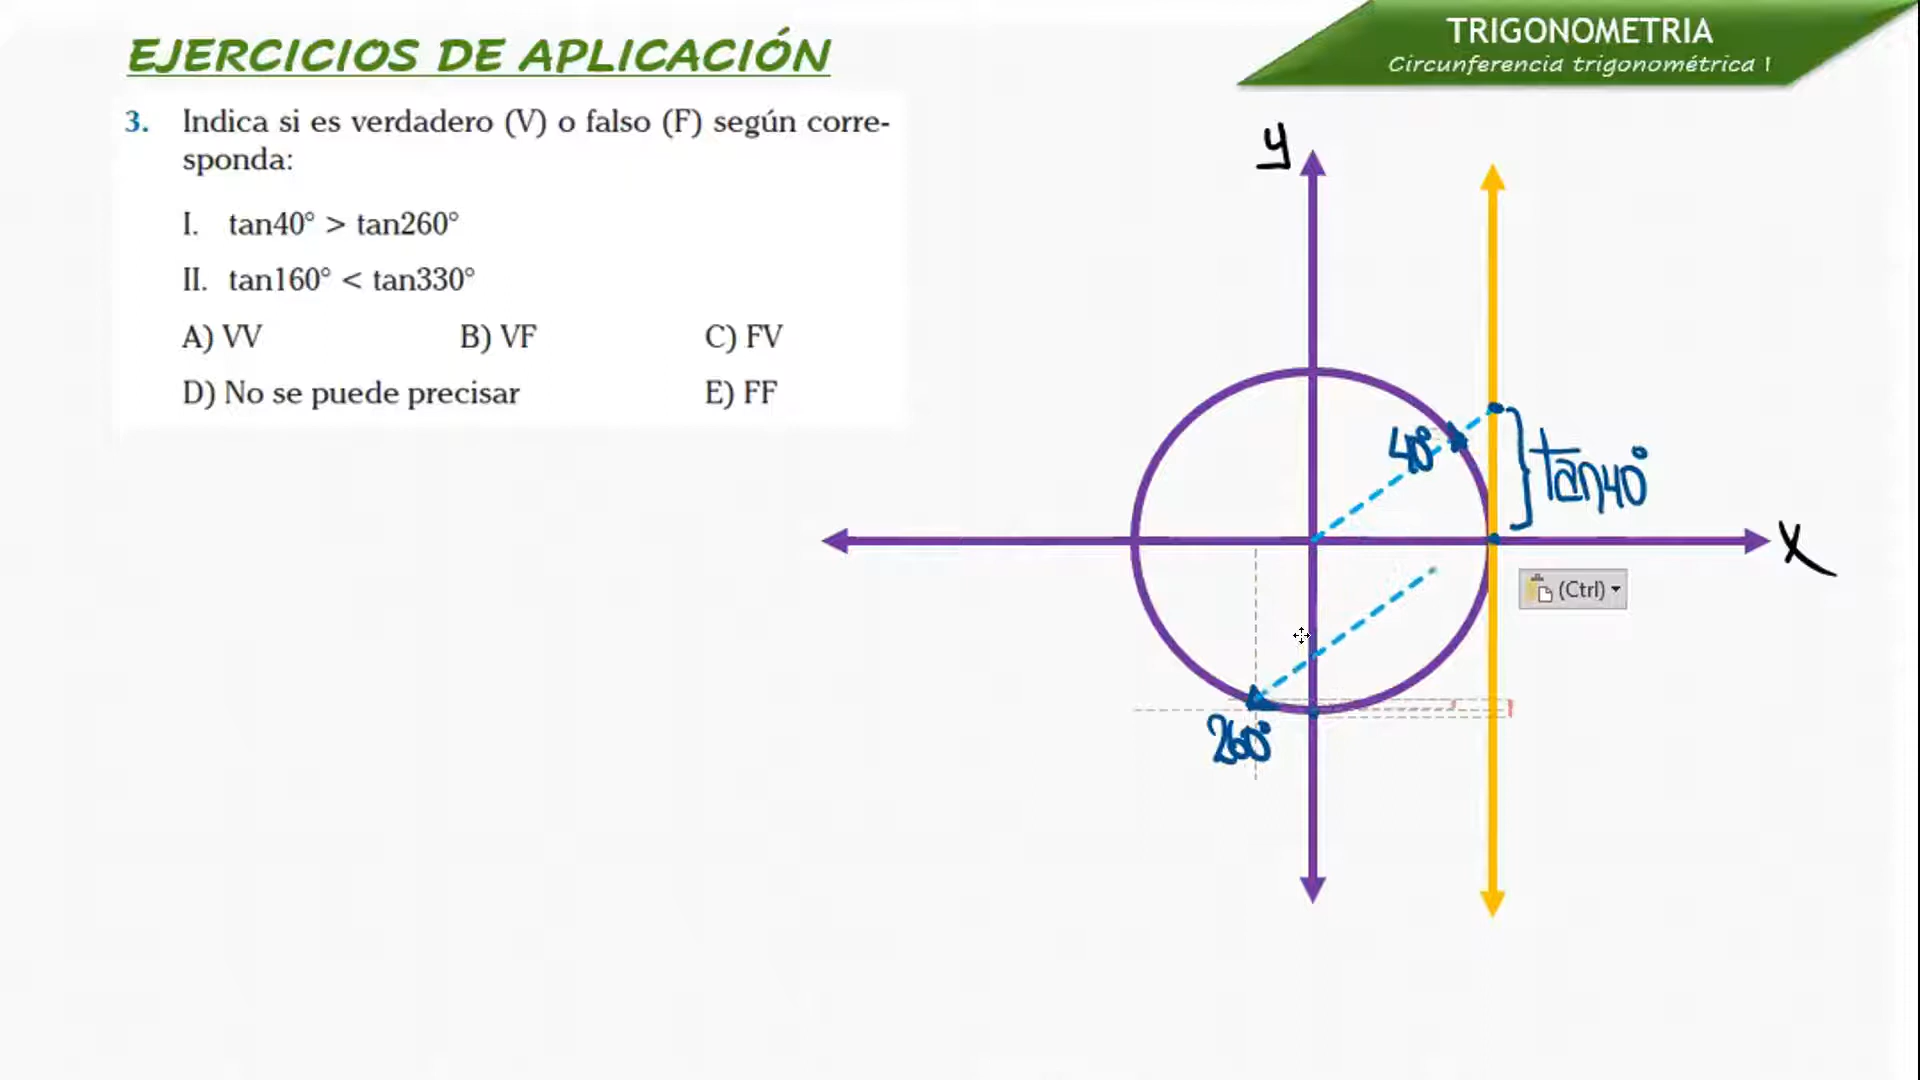 EJERCICIOS DE APLICACIÓN
TRIGONOMETRIA
Circunferencia trigonométrica I
3. Indica si es verdadero (V) o falso (F) según corre-
sponda:
I. tan40° > tan260°
II. tan160° < tan330°
A) VV B) VF C) FV
D) No se puede precisar E) FF
y
40°
tan40°
x
(Ctrl)
260°